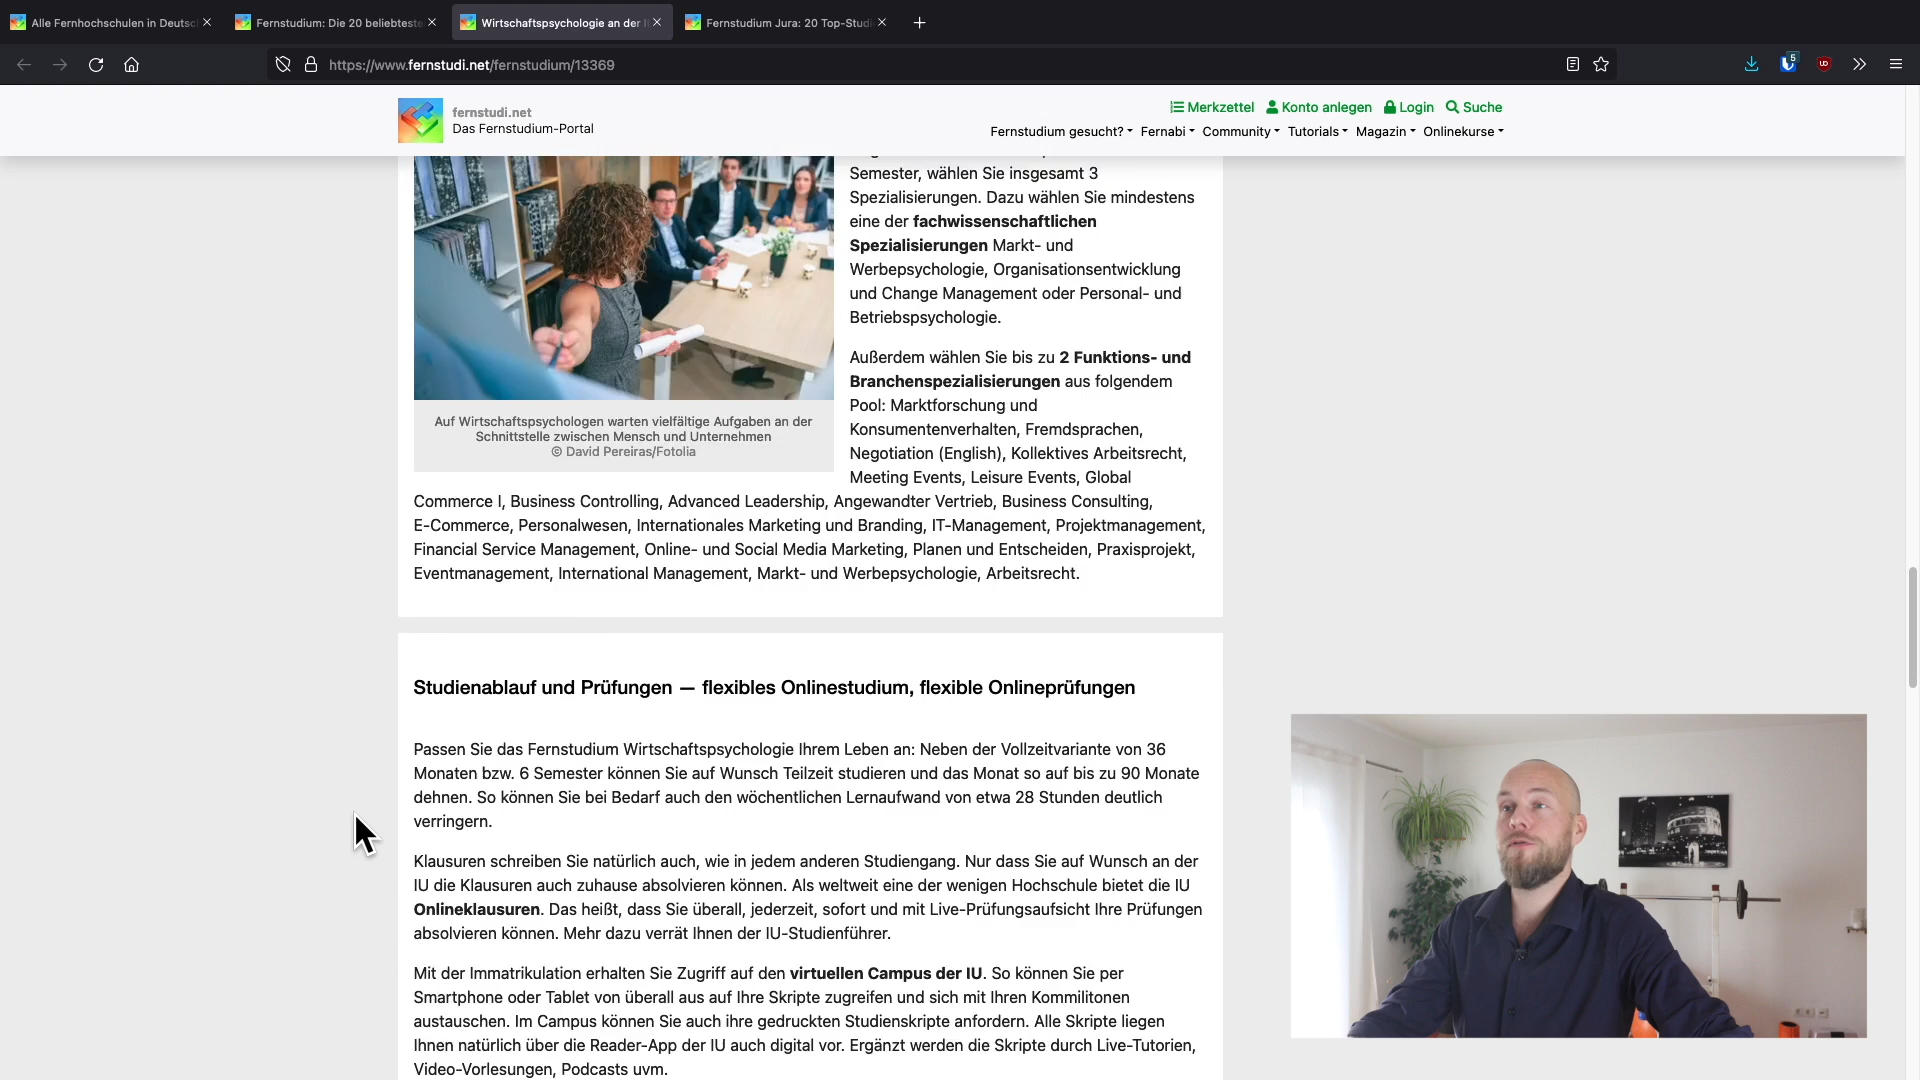 Alle Fernhochschulen in Deutsc
Fernstudium: Die 20 beliebteste
Wirtschaftspsychologie an der
Fernstudium Jura: 20 Top-Studi
https://www.fernstudi.net/fernstudium/13369
5
fernstudi.net
Das Fernstudium-Portal
Merkzettel Konto anlegen Login Suche
Fernstudium gesucht? Fernabi Community Tutorials Magazin Onlinekurse
Semester, wählen Sie insgesamt 3
Spezialisierungen. Dazu wählen Sie mindestens
eine der fachwissenschaftlichen
Spezialisierungen Markt- und
Werbepsychologie, Organisationsentwicklung
und Change Management oder Personal- und
Betriebspsychologie.
Außerdem wählen Sie bis zu 2 Funktions- und
Branchenspezialisierungen aus folgendem
Pool: Marktforschung und
Konsumentenverhalten, Fremdsprachen,
Negotiation (English), Kollektives Arbeitsrecht,
Meeting Events, Leisure Events, Global
Commerce I, Business Controlling, Advanced Leadership, Angewandter Vertrieb, Business Consulting,
E-Commerce, Personalwesen, Internationales Marketing und Branding, IT-Management, Projektmanagement,
Financial Service Management, Online- und Social Media Marketing, Planen und Entscheiden, Praxisprojekt,
Eventmanagement, International Management, Markt- und Werbepsychologie, Arbeitsrecht.
Auf Wirtschaftspsychologen warten vielfältige Aufgaben an der
Schnittstelle zwischen Mensch und Unternehmen
© David Pereiras/Fotolia
Studienablauf und Prüfungen — flexibles Onlinestudium, flexible Onlineprüfungen
Passen Sie das Fernstudium Wirtschaftspsychologie Ihrem Leben an: Neben der Vollzeitvariante von 36
Monaten bzw. 6 Semester können Sie auf Wunsch Teilzeit studieren und das Monat so auf bis zu 90 Monate
dehnen. So können Sie bei Bedarf auch den wöchentlichen Lernaufwand von etwa 28 Stunden deutlich
verringern.
Klausuren schreiben Sie natürlich auch, wie in jedem anderen Studiengang. Nur dass Sie auf Wunsch an der
IU die Klausuren auch zuhause absolvieren können. Als weltweit eine der wenigen Hochschule bietet die IU
Onlineklausuren. Das heißt, dass Sie überall, jederzeit, sofort und mit Live-Prüfungsaufsicht Ihre Prüfungen
absolvieren können. Mehr dazu verrät Ihnen der IU-Studienführer.
Mit der Immatrikulation erhalten Sie Zugriff auf den virtuellen Campus der IU. So können Sie per
Smartphone oder Tablet von überall aus auf Ihre Skripte zugreifen und sich mit Ihren Kommilitonen
austauschen. Im Campus können Sie auch ihre gedruckten Studienskripte anfordern. Alle Skripte liegen
Ihnen natürlich über die Reader-App der IU auch digital vor. Ergänzt werden die Skripte durch Live-Tutorien,
Video-Vorlesungen, Podcasts uvm.